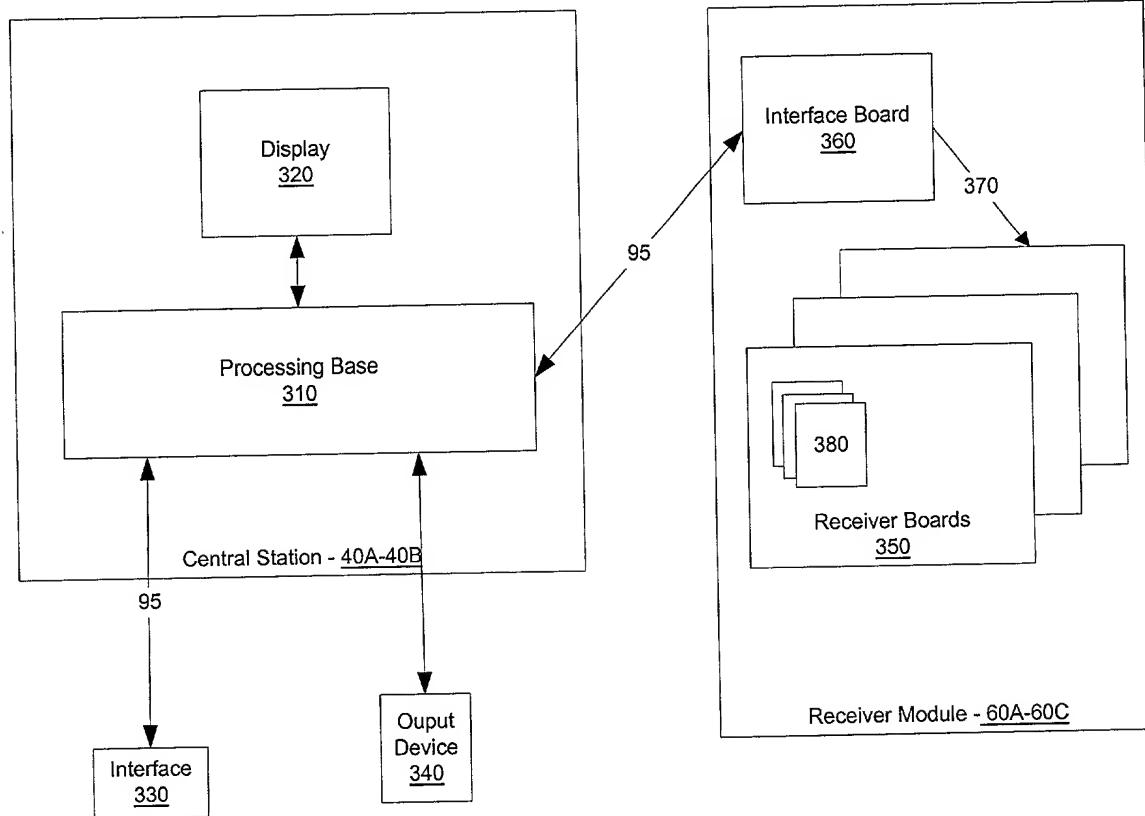 Display
320
Processing Base
310
Central Station - 40A-40B
95
Interface
330
Ouput
Device
340
95
Interface Board
360
370
380
Receiver Boards
350
Receiver Module - 60A-60C